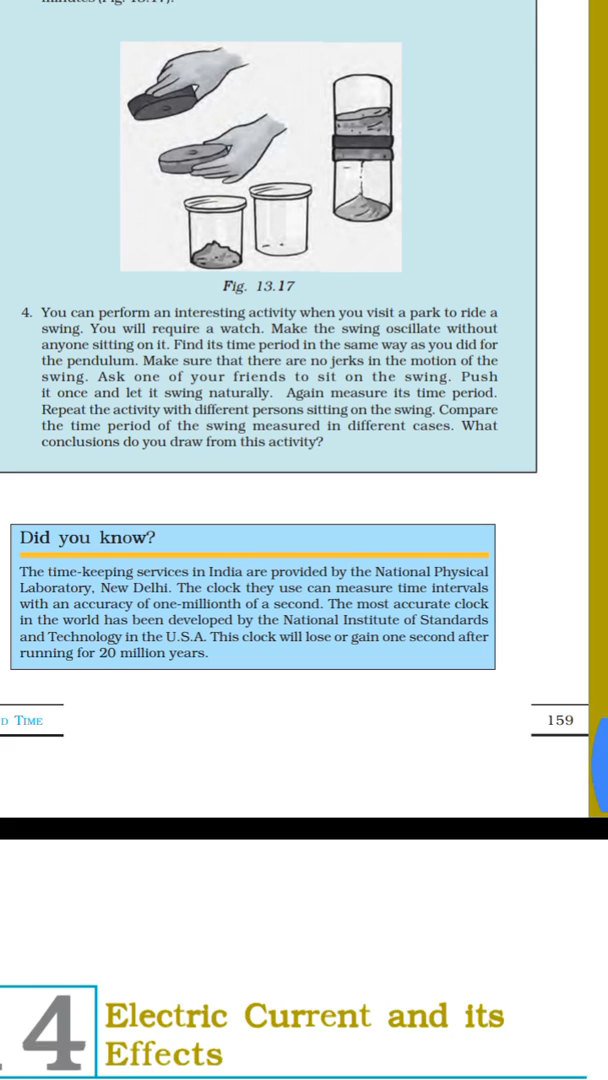 Fig. 13.17
4. You can perform an interesting activity when you visit a park to ride a
swing. You will require a watch. Make the swing oscillate without
anyone sitting on it. Find its time period in the same way as you did for
the pendulum. Make sure that there are no jerks in the motion of the
swing. Ask one of your friends to sit on the swing. Push
it once and let it swing naturally. Again measure its time period.
Repeat the activity with different persons sitting on the swing. Compare
the time period of the swing measured in different cases. What
conclusions do you draw from this activity?
Did you know?
The time-keeping services in India are provided by the National Physical
Laboratory, New Delhi. The clock they use can measure time intervals
with an accuracy of one-millionth of a second. The most accurate clock
in the world has been developed by the National Institute of Standards
and Technology in the U.S.A. This clock will lose or gain one second after
running for 20 million years.
D TIME
159
4
Electric Current and its
Effects